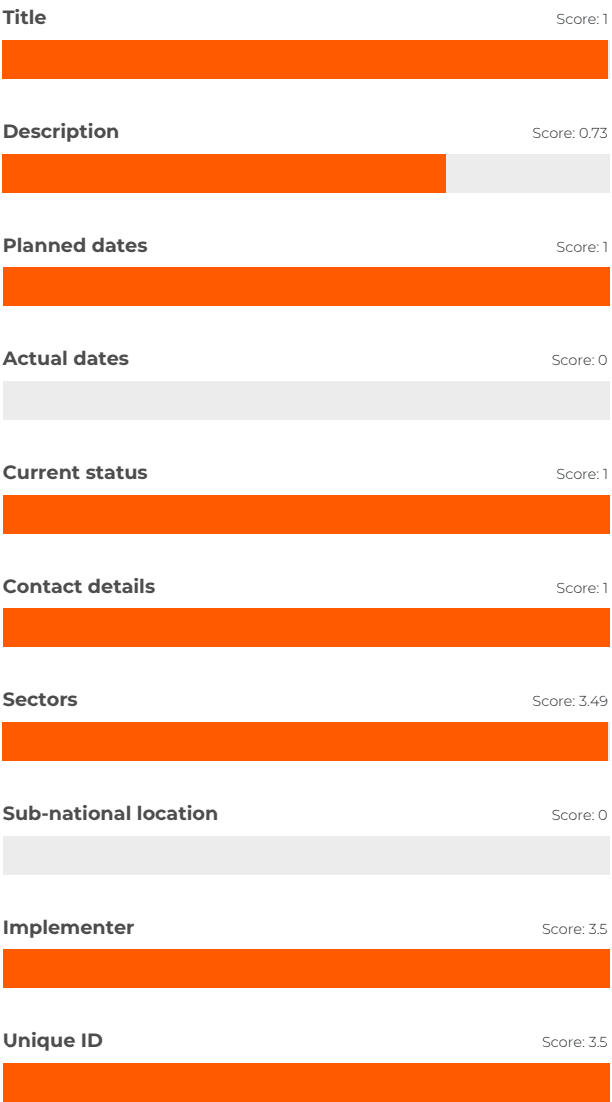 Title Score: 1
Description Score: 0.73
Planned dates Score: 1
Actual dates Score: 0
Current status Score: 1
Contact details Score: 1
Sectors Score: 3.49
Sub-national location Score: 0
Implementer Score: 3.5
Unique ID Score: 3.5